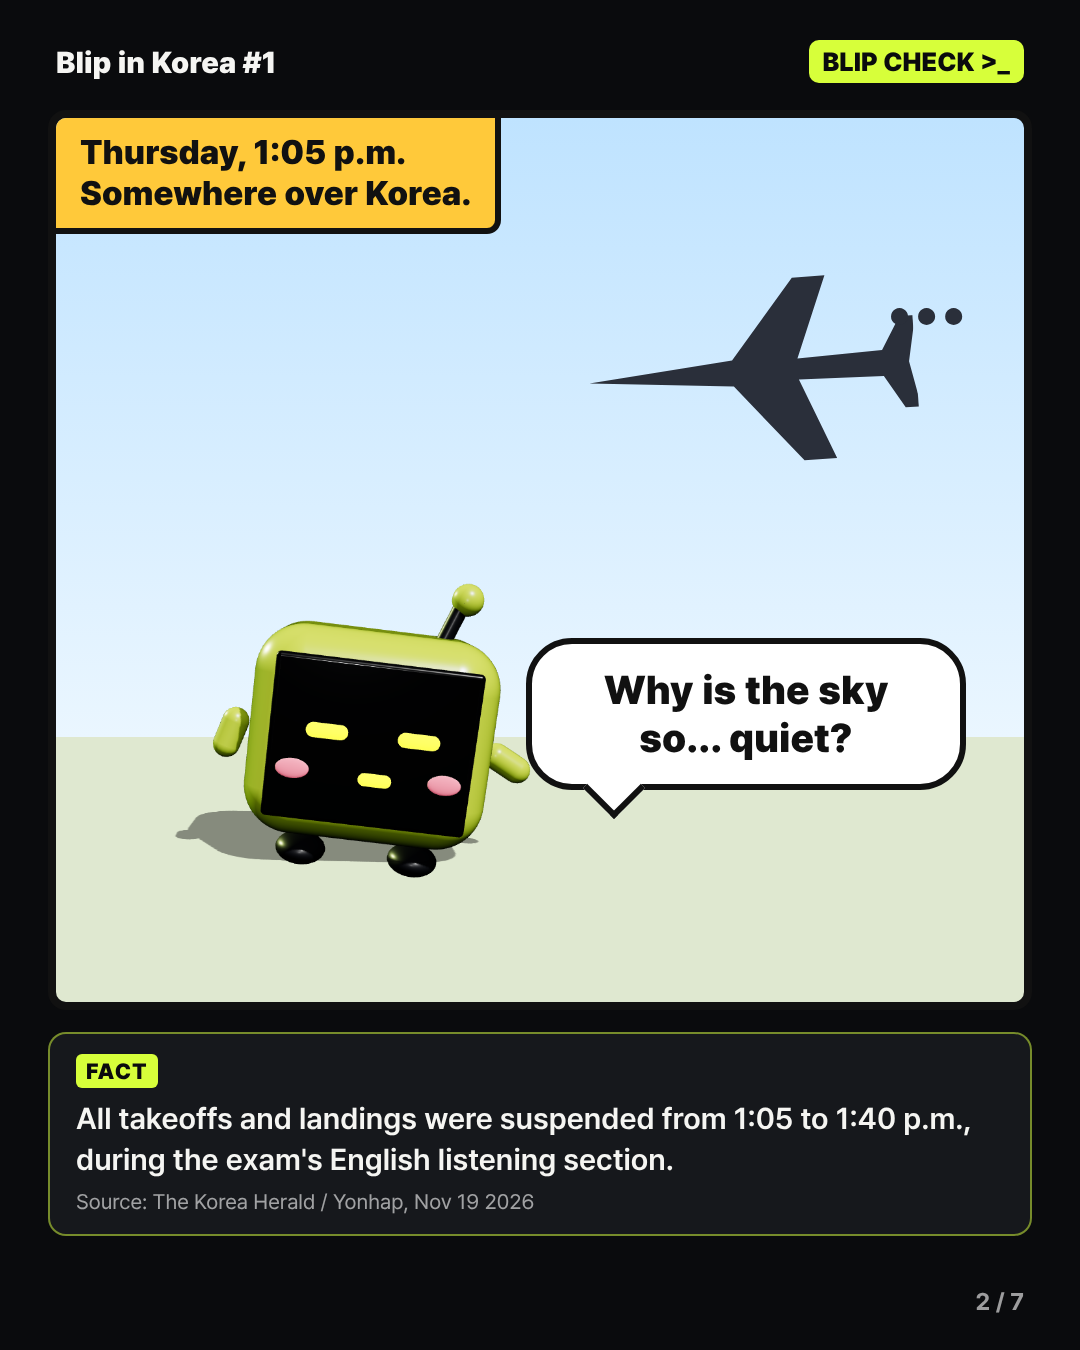 Blip in Korea #1
BLIP CHECK >_
Thursday, 1:05 p.m.
Somewhere over Korea.
Why is the sky
so... quiet?
FACT
All takeoffs and landings were suspended from 1:05 to 1:40 p.m.,
during the exam's English listening section.
Source: The Korea Herald / Yonhap, Nov 19 2026
2 / 7